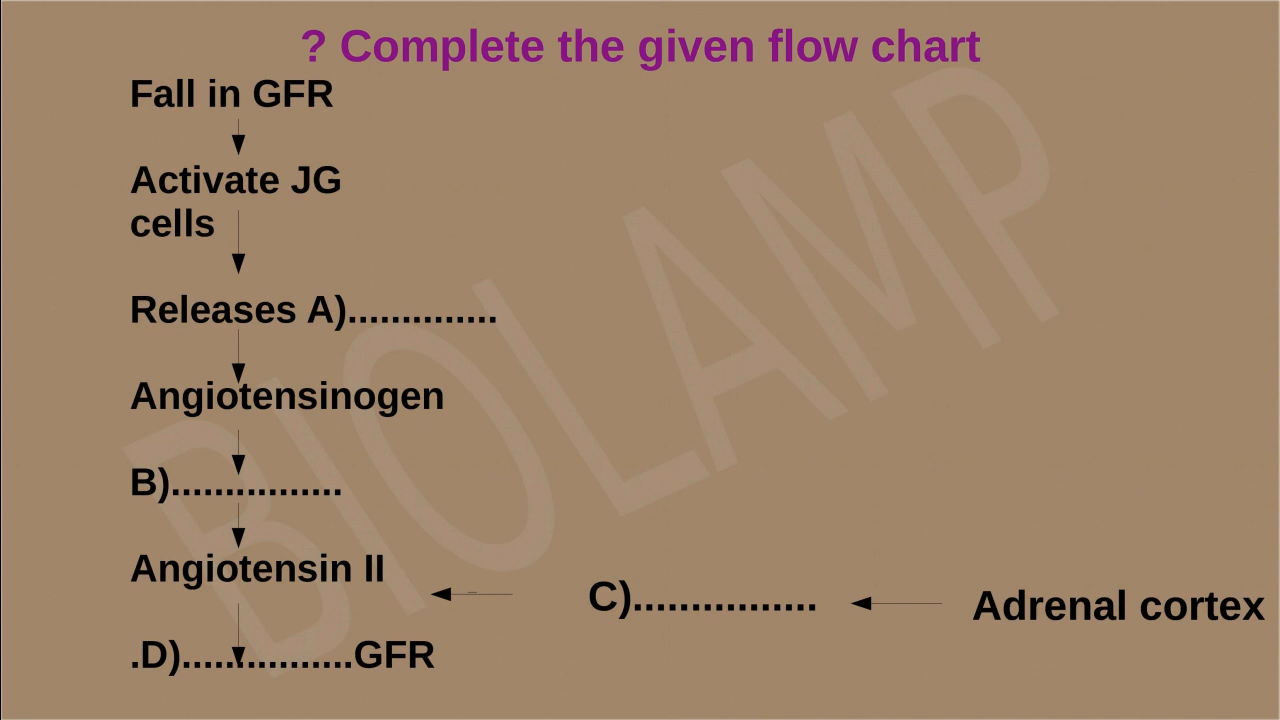 ? Complete the given flow chart
Fall in GFR
Activate JG
cells
Releases A)..............
Angiotensinogen
B)................
Angiotensin II
C)................
Adrenal cortex
.D)................GFR
BIOLAMP